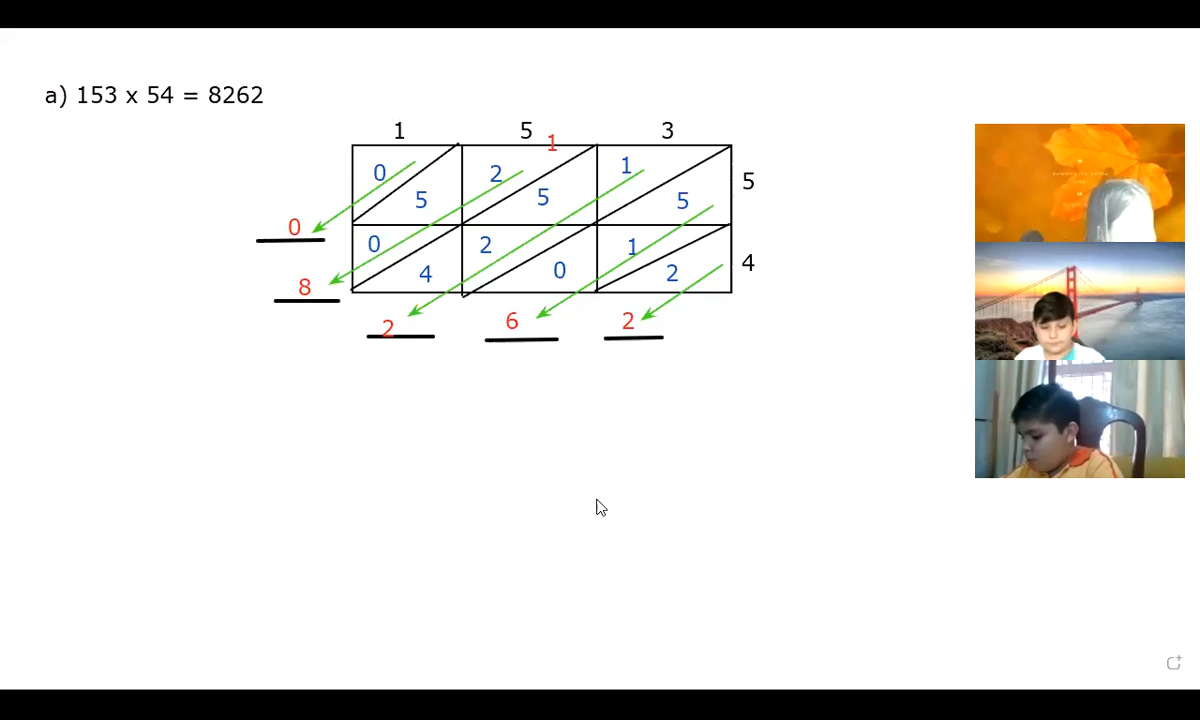 a) 153 x 54 = 8262
1 5 3
1
0 2 1
5 5 5 5
0
0 2 1
4 0 2 4
8
2 6 2